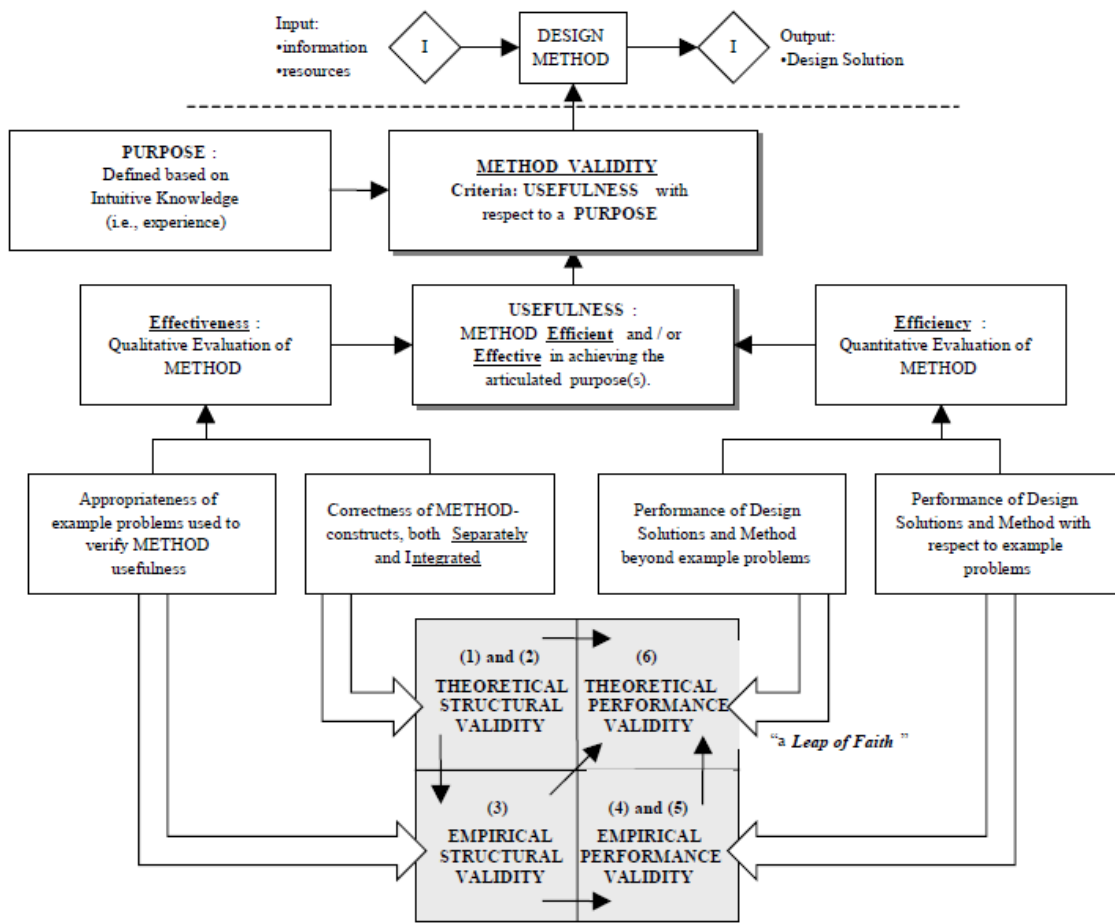 Input:
•information
•resources
I
DESIGN
METHOD
I
Output:
•Design Solution
PURPOSE :
Defined based on
Intuitive Knowledge
(i.e., experience)
METHOD VALIDITY
Criteria: USEFULNESS with
respect to a PURPOSE
Effectiveness :
Qualitative Evaluation of
METHOD
USEFULNESS :
METHOD Efficient and / or
Effective in achieving the
articulated purpose(s).
Efficiency :
Quantitative Evaluation of
METHOD
Appropriateness of
example problems used to
verify METHOD
usefulness
Correctness of METHOD-
constructs, both Separately
and Integrated
Performance of Design
Solutions and Method
beyond example problems
Performance of Design
Solutions and Method with
respect to example
problems
(1) and (2)
THEORETICAL
STRUCTURAL
VALIDITY
(6)
THEORETICAL
PERFORMANCE
VALIDITY
“a Leap of Faith ”
(3)
EMPIRICAL
STRUCTURAL
VALIDITY
(4) and (5)
EMPIRICAL
PERFORMANCE
VALIDITY